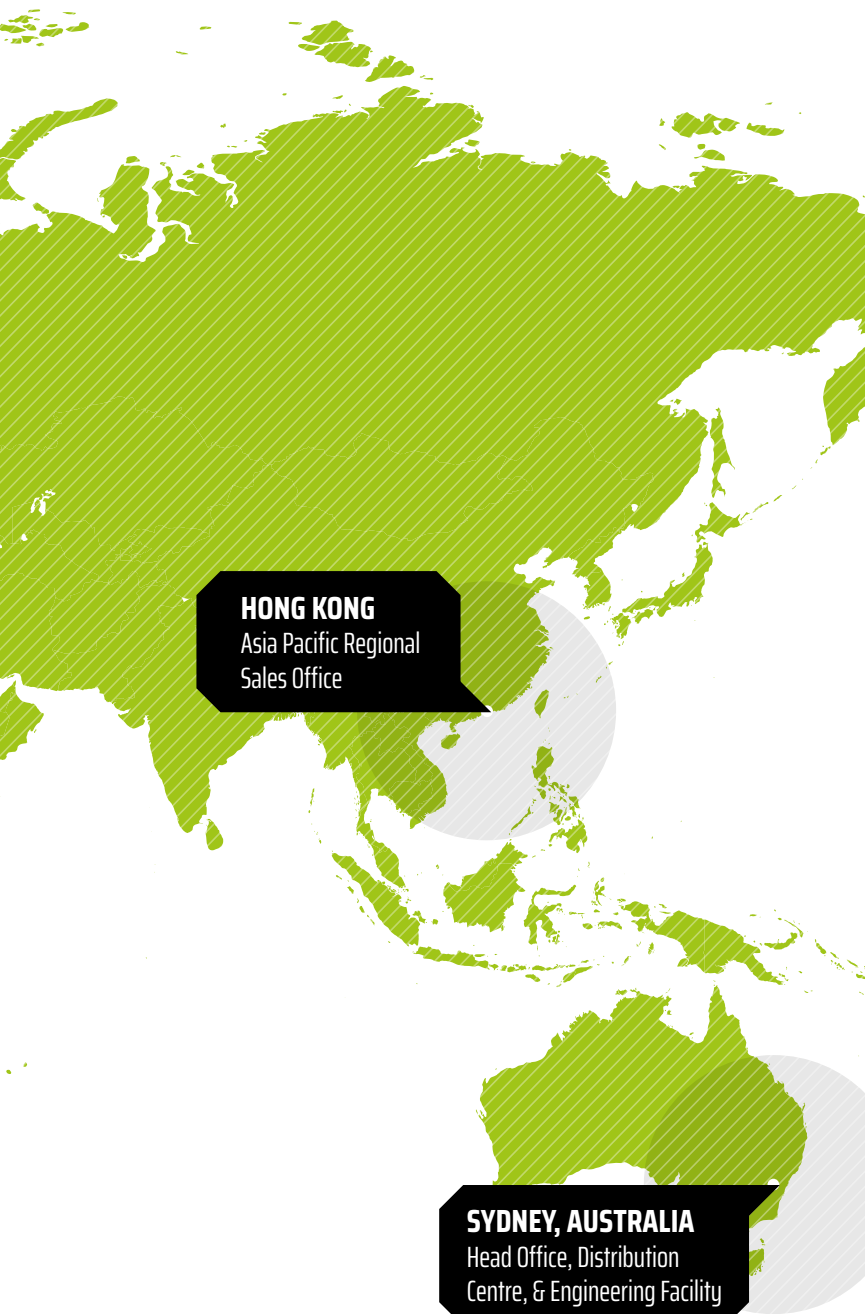 HONG KONG
Asia Pacific Regional
Sales Office
SYDNEY, AUSTRALIA
Head Office, Distribution
Centre, & Engineering Facility